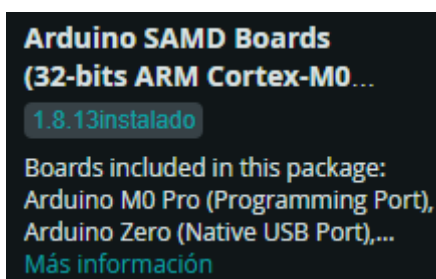 Arduino SAMD Boards
(32-bits ARM Cortex-M0...
1.8.13instalado
Boards included in this package:
Arduino M0 Pro (Programming Port),
Arduino Zero (Native USB Port),...
Más información